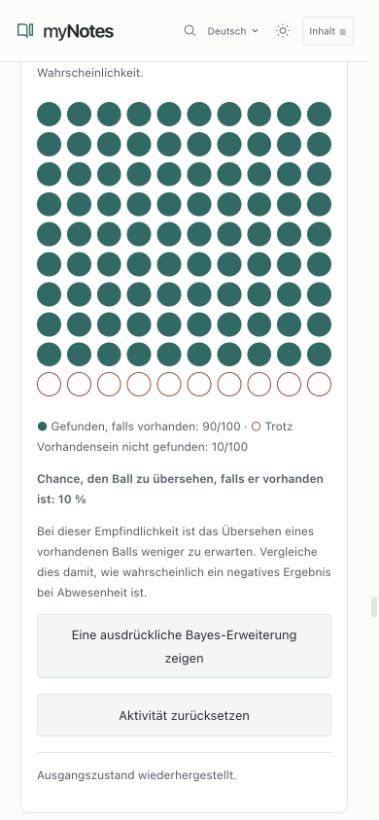 myNotes
Deutsch
Inhalt ≡
Wahrscheinlichkeit.
Gefunden, falls vorhanden: 90/100 · Trotz
Vorhandensein nicht gefunden: 10/100
Chance, den Ball zu übersehen, falls er vorhanden
ist: 10 %
Bei dieser Empfindlichkeit ist das Übersehen eines
vorhandenen Balls weniger zu erwarten. Vergleiche
dies damit, wie wahrscheinlich ein negatives Ergebnis
bei Abwesenheit ist.
Eine ausdrückliche Bayes-Erweiterung
zeigen
Aktivität zurücksetzen
Ausgangszustand wiederhergestellt.